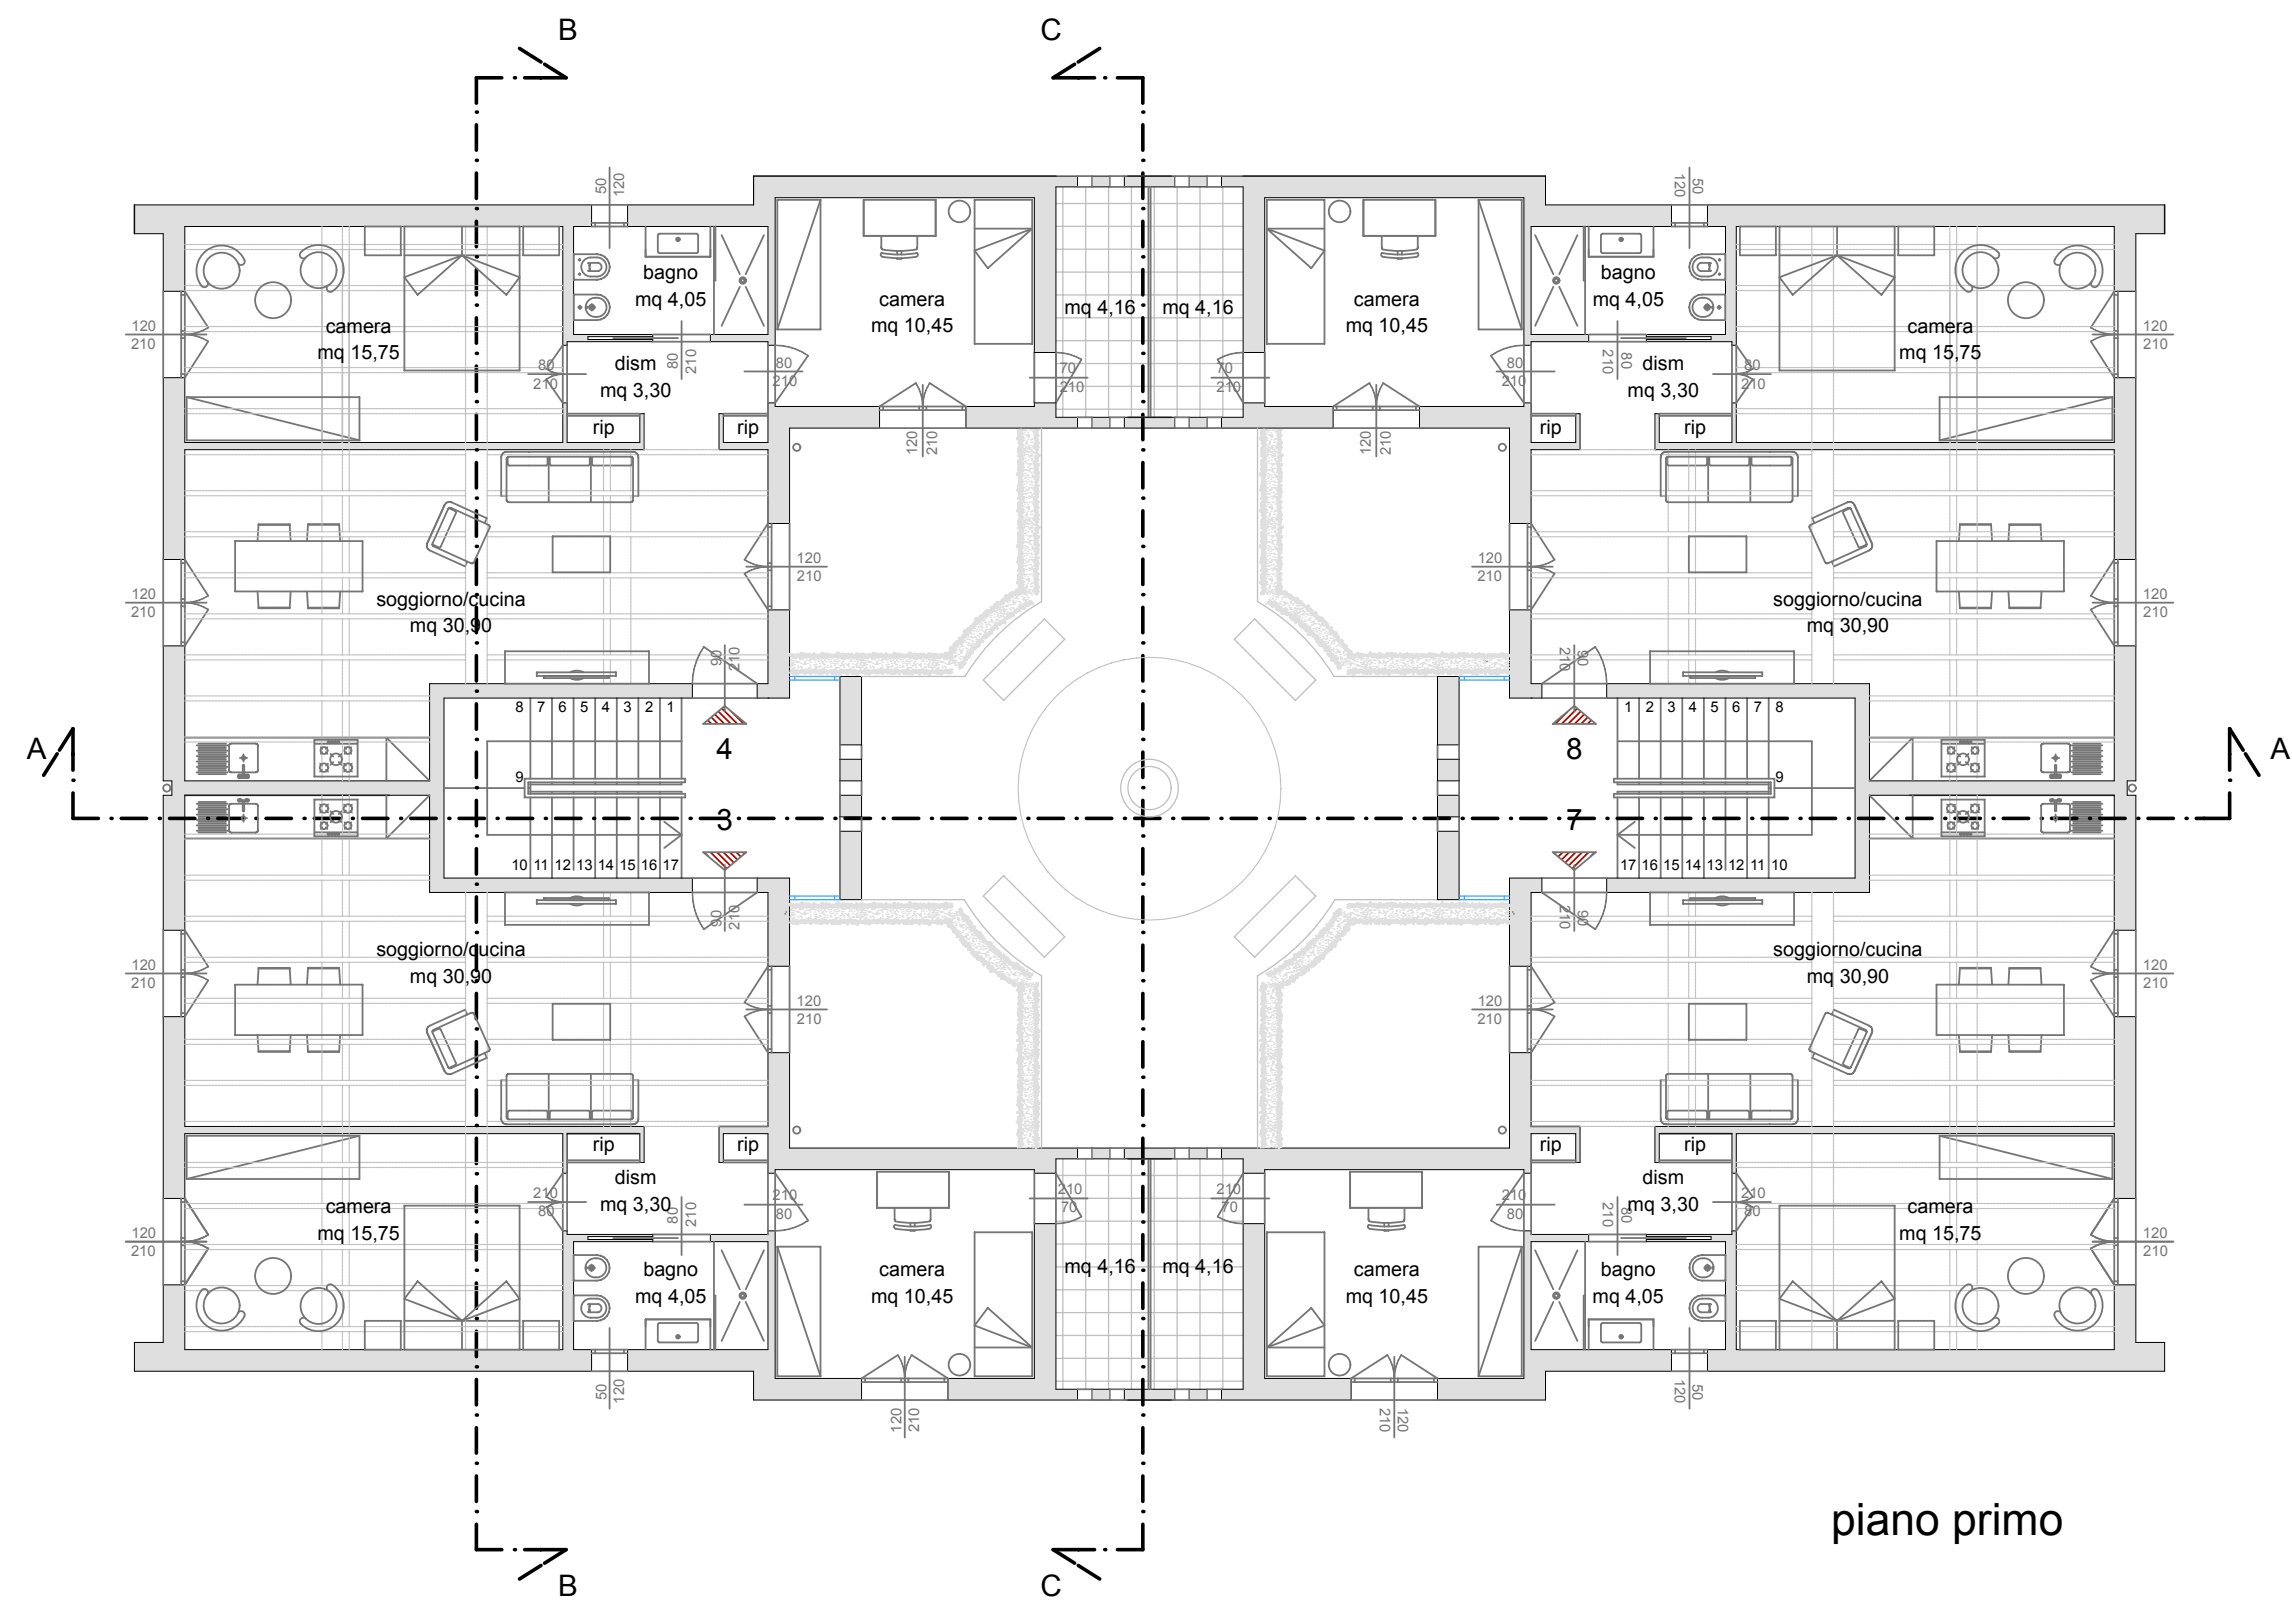 B
C
50
120
50
120
bagno
mq 4,05
camera
mq 10,45
mq 4,16
mq 4,16
camera
mq 10,45
bagno
mq 4,05
120
210
camera
mq 15,75
80
210
80
210
dism
mq 3,30
80
210
70
210
70
210
80
210
80
210
dism
mq 3,30
80
210
camera
mq 15,75
120
210
rip
rip
120
210
120
210
rip
rip
120
210
soggiorno/cucina
mq 30,90
120
210
120
210
soggiorno/cucina
mq 30,90
120
210
90
210
90
210
8 7 6 5 4 3 2 1
1 2 3 4 5 6 7 8
A
4
8
A
9
9
3
7
10 11 12 13 14 15 16 17
17 16 15 14 13 12 11 10
90
210
90
210
120
210
soggiorno/cucina
mq 30,90
120
210
120
210
soggiorno/cucina
mq 30,90
120
210
rip
rip
rip
rip
120
210
camera
mq 15,75
210
80
dism
mq 3,30
80
210
210
80
210
70
210
70
210
80
80
210
dism
mq 3,30
210
80
camera
mq 15,75
120
210
bagno
mq 4,05
camera
mq 10,45
mq 4,16
mq 4,16
camera
mq 10,45
bagno
mq 4,05
50
120
120
210
120
210
50
120
piano primo
B
C